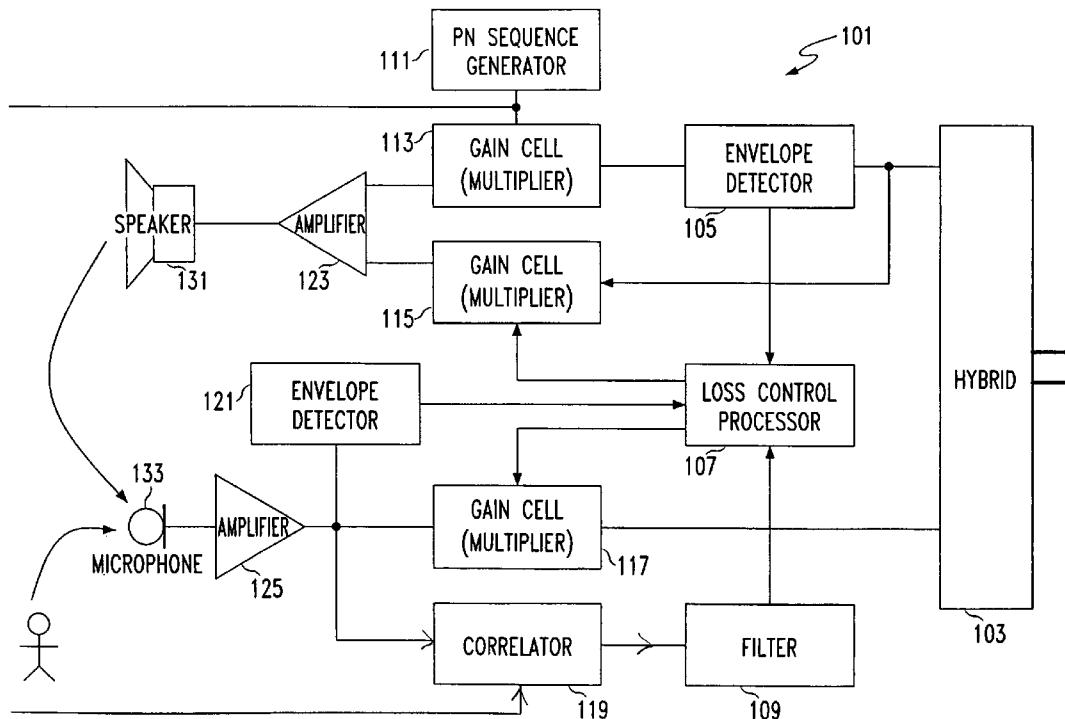 111
PN SEQUENCE
GENERATOR
101
113
GAIN CELL
(MULTIPLIER)
ENVELOPE
DETECTOR
105
SPEAKER
131
AMPLIFIER
123
GAIN CELL
(MULTIPLIER)
115
121
ENVELOPE
DETECTOR
LOSS CONTROL
PROCESSOR
107
HYBRID
103
133
MICROPHONE
AMPLIFIER
125
GAIN CELL
(MULTIPLIER)
117
CORRELATOR
119
FILTER
109